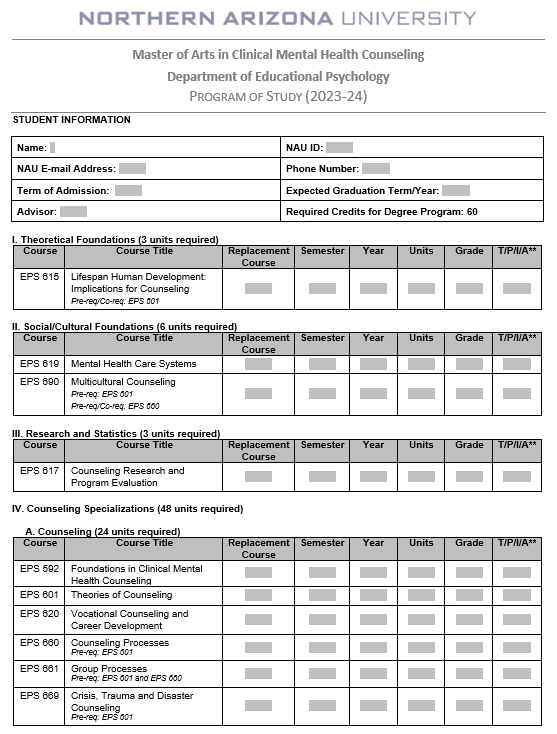 NORTHERN ARIZONA UNIVERSITY
Master of Arts in Clinical Mental Health Counseling
Department of Educational Psychology
PROGRAM OF STUDY (2023-24)
STUDENT INFORMATION
Name: NAU ID:
NAU E-mail Address: Phone Number:
Term of Admission: Expected Graduation Term/Year:
Advisor: Required Credits for Degree Program: 60
I. Theoretical Foundations (3 units required)
Course Course Title Replacement Course Semester Year Units Grade T/P/I/A**
EPS 615 Lifespan Human Development:
Implications for Counseling
Pre-req/Co-req: EPS 601
II. Social/Cultural Foundations (6 units required)
Course Course Title Replacement Course Semester Year Units Grade T/P/I/A**
EPS 619 Mental Health Care Systems
EPS 690 Multicultural Counseling
Pre-req: EPS 601
Pre-req/Co-req: EPS 660
III. Research and Statistics (3 units required)
Course Course Title Replacement Course Semester Year Units Grade T/P/I/A**
EPS 617 Counseling Research and
Program Evaluation
IV. Counseling Specializations (48 units required)
A. Counseling (24 units required)
Course Course Title Replacement Course Semester Year Units Grade T/P/I/A**
EPS 592 Foundations in Clinical Mental
Health Counseling
EPS 601 Theories of Counseling
EPS 620 Vocational Counseling and
Career Development
EPS 660 Counseling Processes
Pre-req: EPS 601
EPS 661 Group Processes
Pre-req: EPS 601 and EPS 660
EPS 669 Crisis, Trauma and Disaster
Counseling
Pre-req: EPS 601